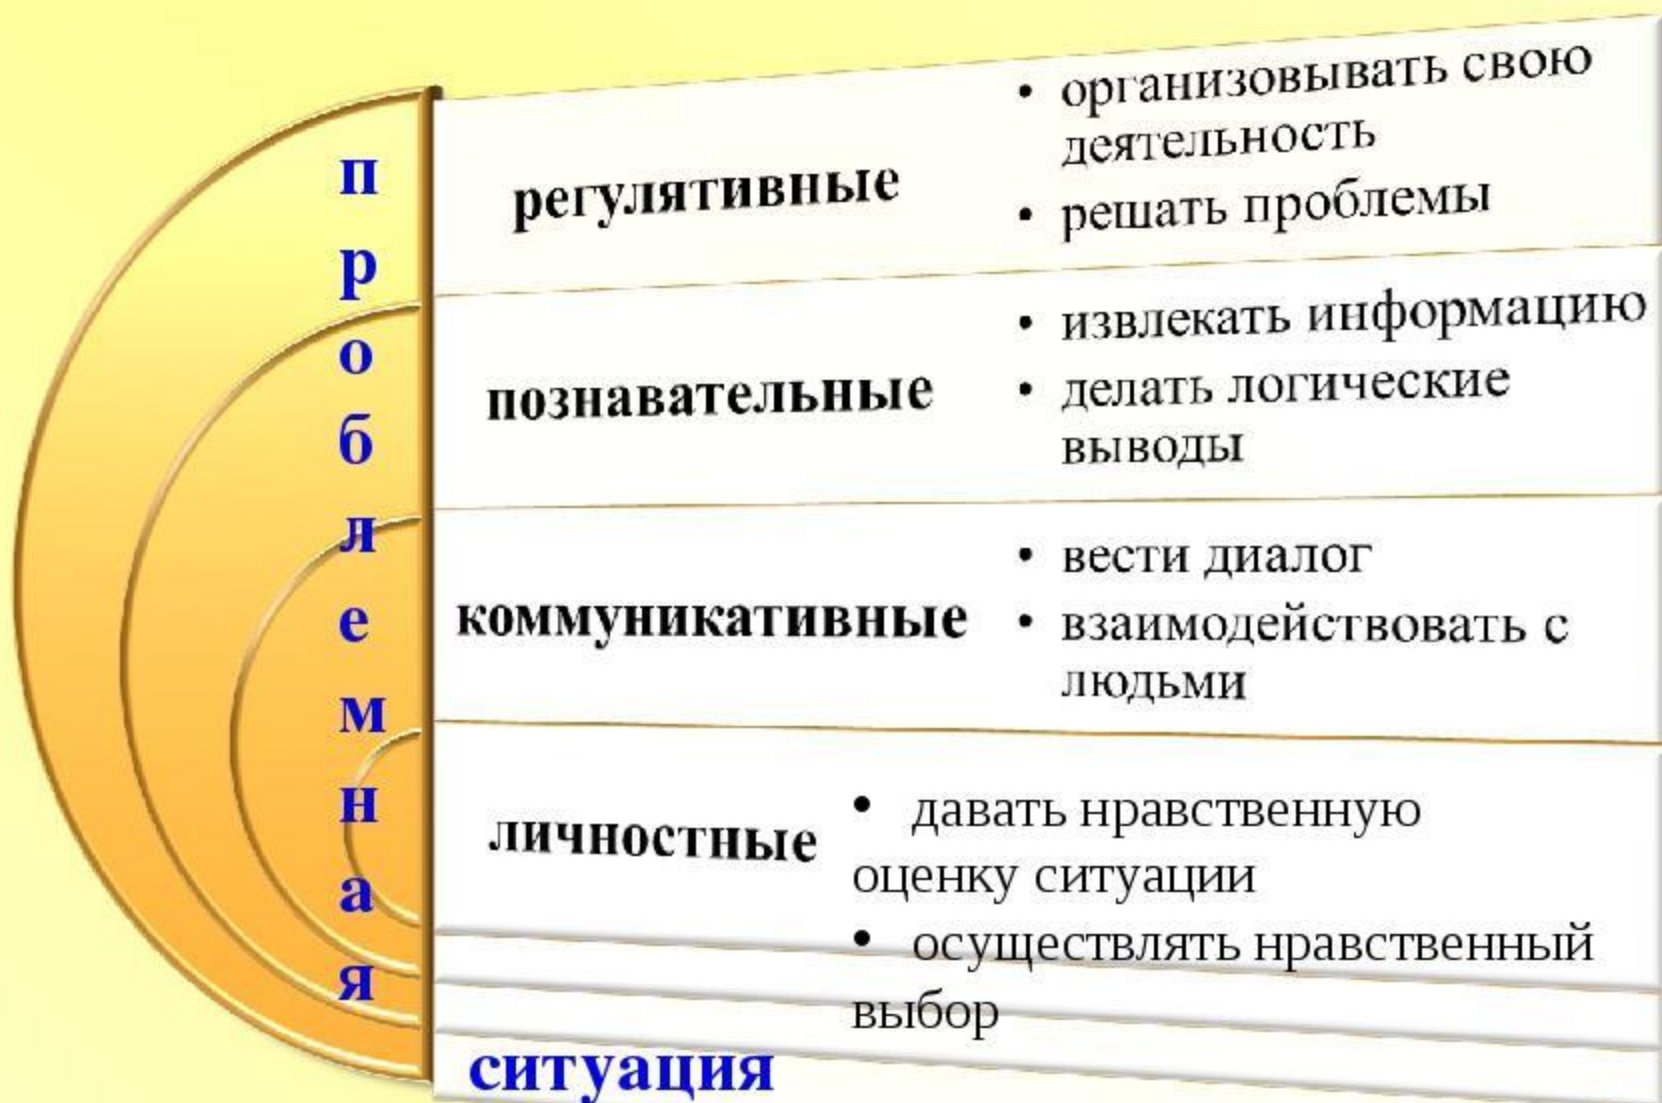 проблемная
ситуация
регулятивные
• организовывать свою
деятельность
• решать проблемы
познавательные
• извлекать информацию
• делать логические
выводы
коммуникативные
• вести диалог
• взаимодействовать с
людьми
личностные
• давать нравственную
оценку ситуации
• осуществлять нравственный
выбор